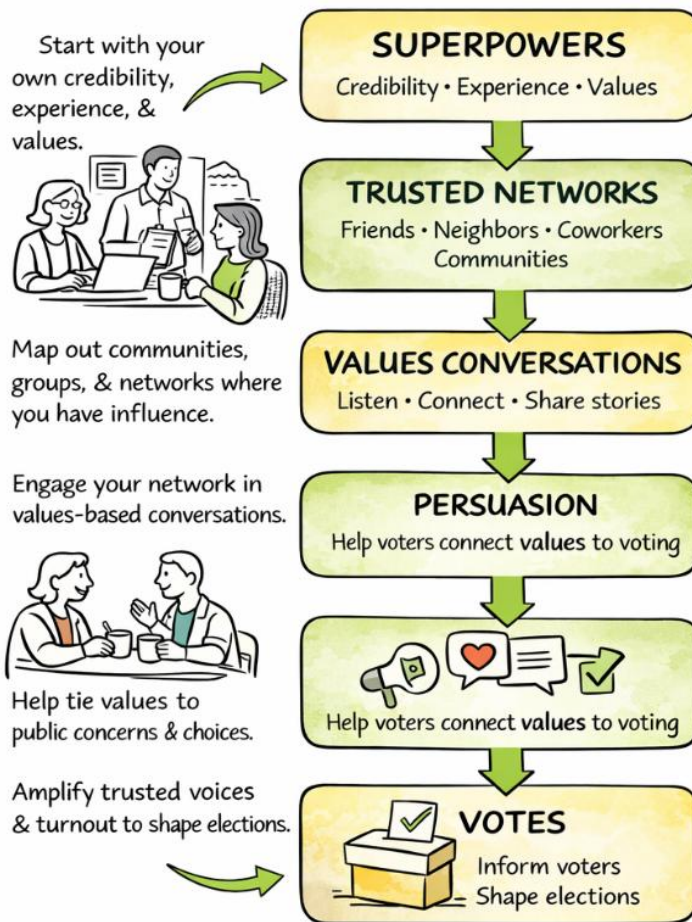 Start with your
own credibility,
experience, &
values.
SUPERPOWERS
Credibility • Experience • Values
TRUSTED NETWORKS
Friends • Neighbors • Coworkers
Communities
Map out communities,
groups, & networks where
you have influence.
VALUES CONVERSATIONS
Listen • Connect • Share stories
Engage your network in
values-based conversations.
PERSUASION
Help voters connect values to voting
Help tie values to
public concerns & choices.
Help voters connect values to voting
Amplify trusted voices
& turnout to shape elections.
VOTES
Inform voters
Shape elections